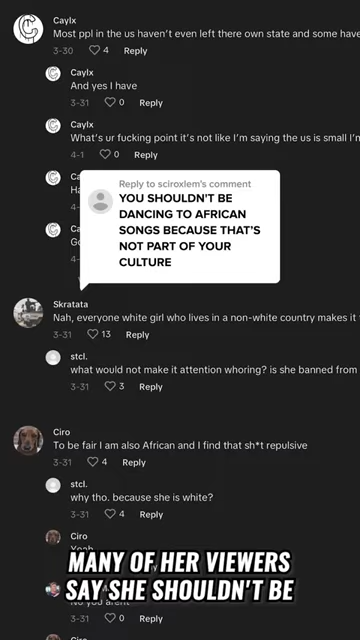 Caylx
Most ppl in the us haven't even left there own state and some have
3-30 4 Reply
Caylx
And yes I have
3-31 0 Reply
Caylx
What's ur fucking point it's not like I'm saying the us is small I'm
4-1 0 Reply
Reply to sciroxlem's comment
YOU SHOULDN'T BE
DANCING TO AFRICAN
SONGS BECAUSE THAT'S
NOT PART OF YOUR
CULTURE
Skratata
Nah, everyone white girl who lives in a non-white country makes it
3-31 13 Reply
stcl.
what would not make it attention whoring? is she banned from
3-31 3 Reply
Ciro
To be fair I am also African and I find that sh*t repulsive
3-31 4 Reply
stcl.
why tho. because she is white?
3-31 4 Reply
Ciro
MANY OF HER VIEWERS
SAY SHE SHOULDN'T BE
Ciro